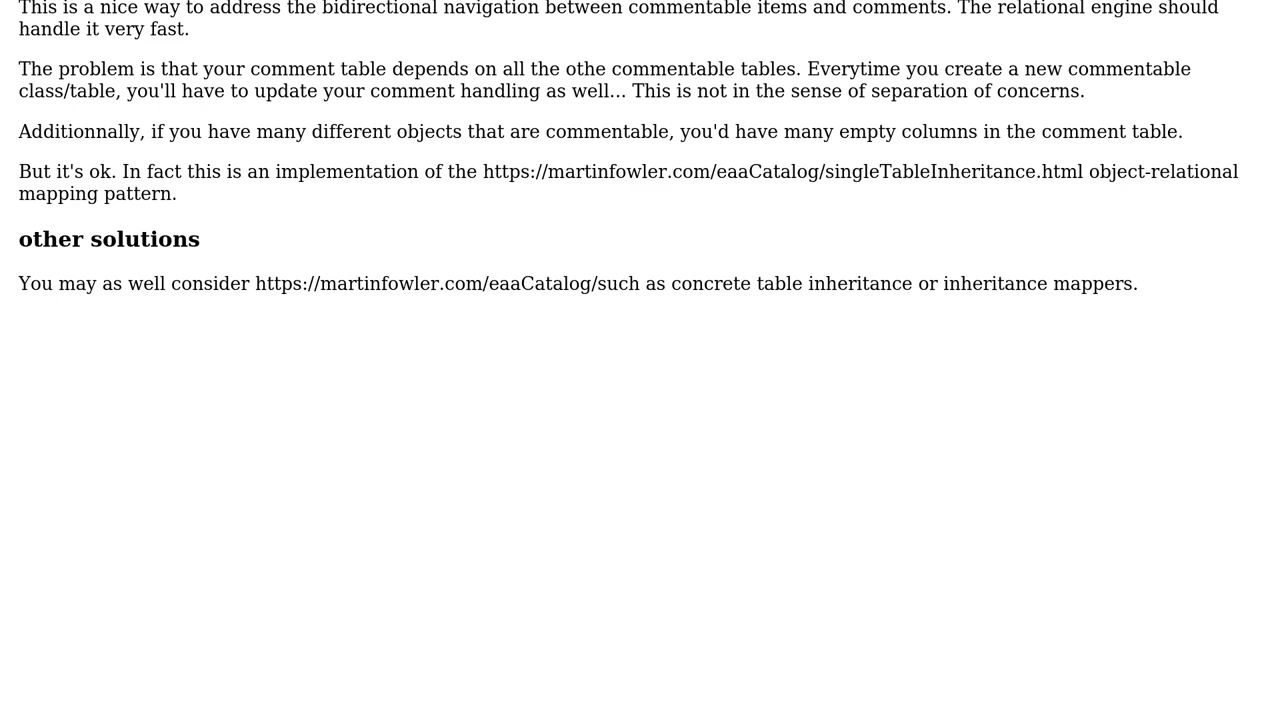 This is a nice way to address the bidirectional navigation between commentable items and comments. The relational engine should
handle it very fast.
The problem is that your comment table depends on all the othe commentable tables. Everytime you create a new commentable
class/table, you'll have to update your comment handling as well... This is not in the sense of separation of concerns.
Additionnally, if you have many different objects that are commentable, you'd have many empty columns in the comment table.
But it's ok. In fact this is an implementation of the https://martinfowler.com/eaaCatalog/singleTableInheritance.html object-relational
mapping pattern.
other solutions
You may as well consider https://martinfowler.com/eaaCatalog/such as concrete table inheritance or inheritance mappers.